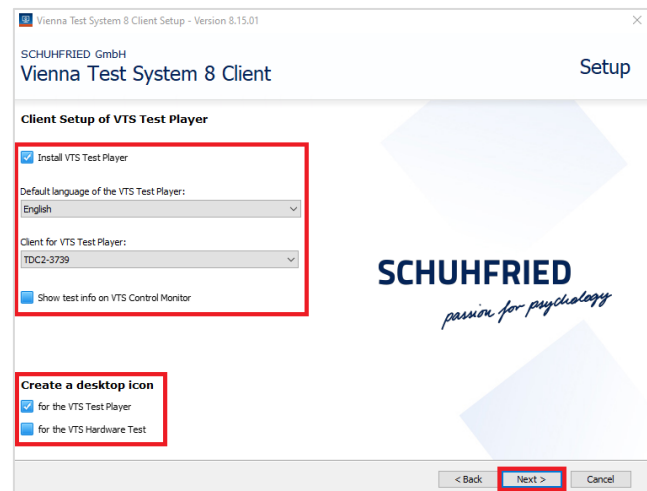 Vienna Test System 8 Client Setup - Version 8.15.01
SCHUHFRIED GmbH
Vienna Test System 8 Client
Setup
Client Setup of VTS Test Player
Install VTS Test Player
Default language of the VTS Test Player:
English
Client for VTS Test Player:
TDC2-3739
Show test info on VTS Control Monitor
SCHUHFRIED
passion for psychology
Create a desktop icon
for the VTS Test Player
for the VTS Hardware Test
< Back
Next >
Cancel